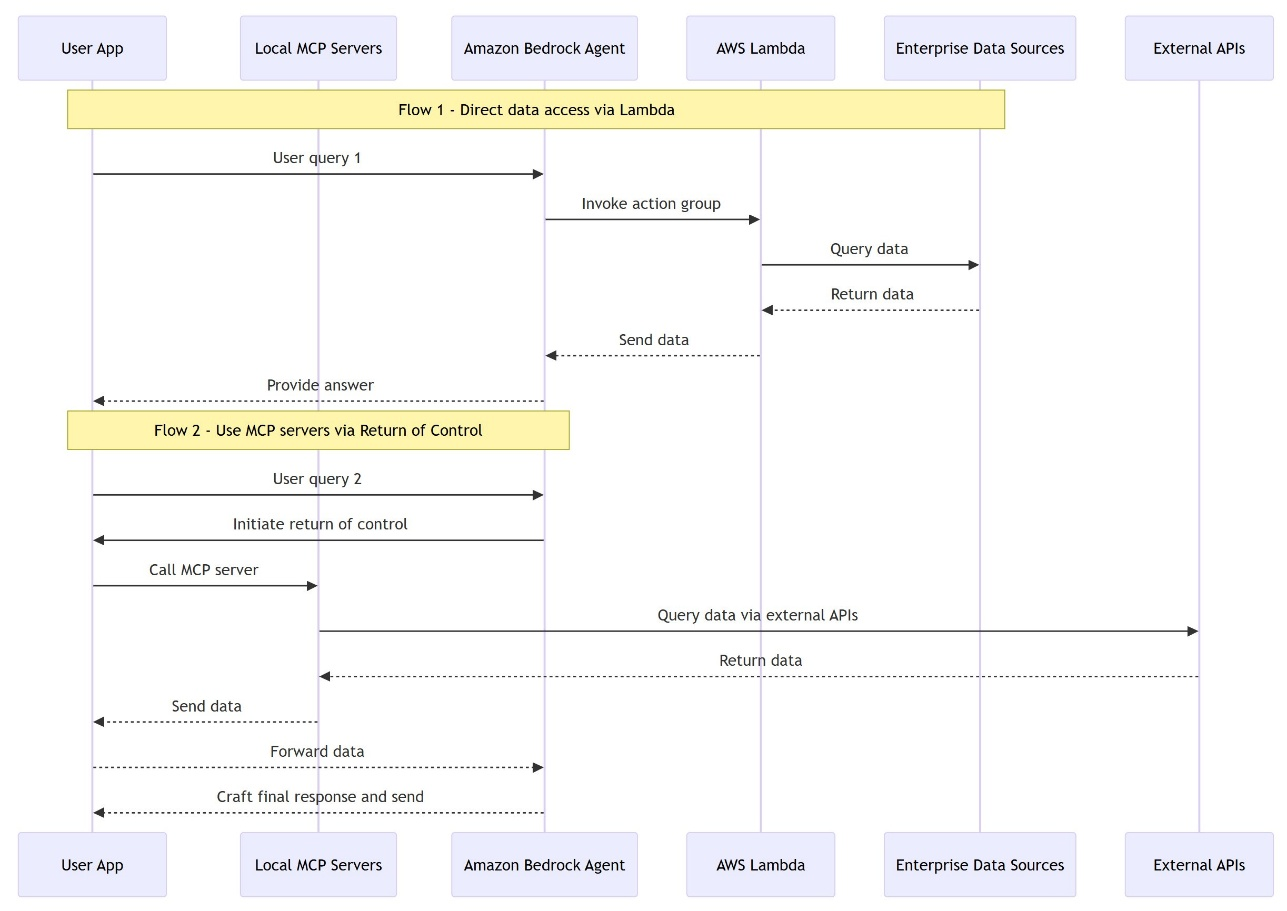 User App
Local MCP Servers
Amazon Bedrock Agent
AWS Lambda
Enterprise Data Sources
External APIs
Flow 1 - Direct data access via Lambda
User query 1
Invoke action group
Query data
Return data
Send data
Provide answer
Flow 2 - Use MCP servers via Return of Control
User query 2
Initiate return of control
Call MCP server
Query data via external APIs
Return data
Send data
Forward data
Craft final response and send
User App
Local MCP Servers
Amazon Bedrock Agent
AWS Lambda
Enterprise Data Sources
External APIs